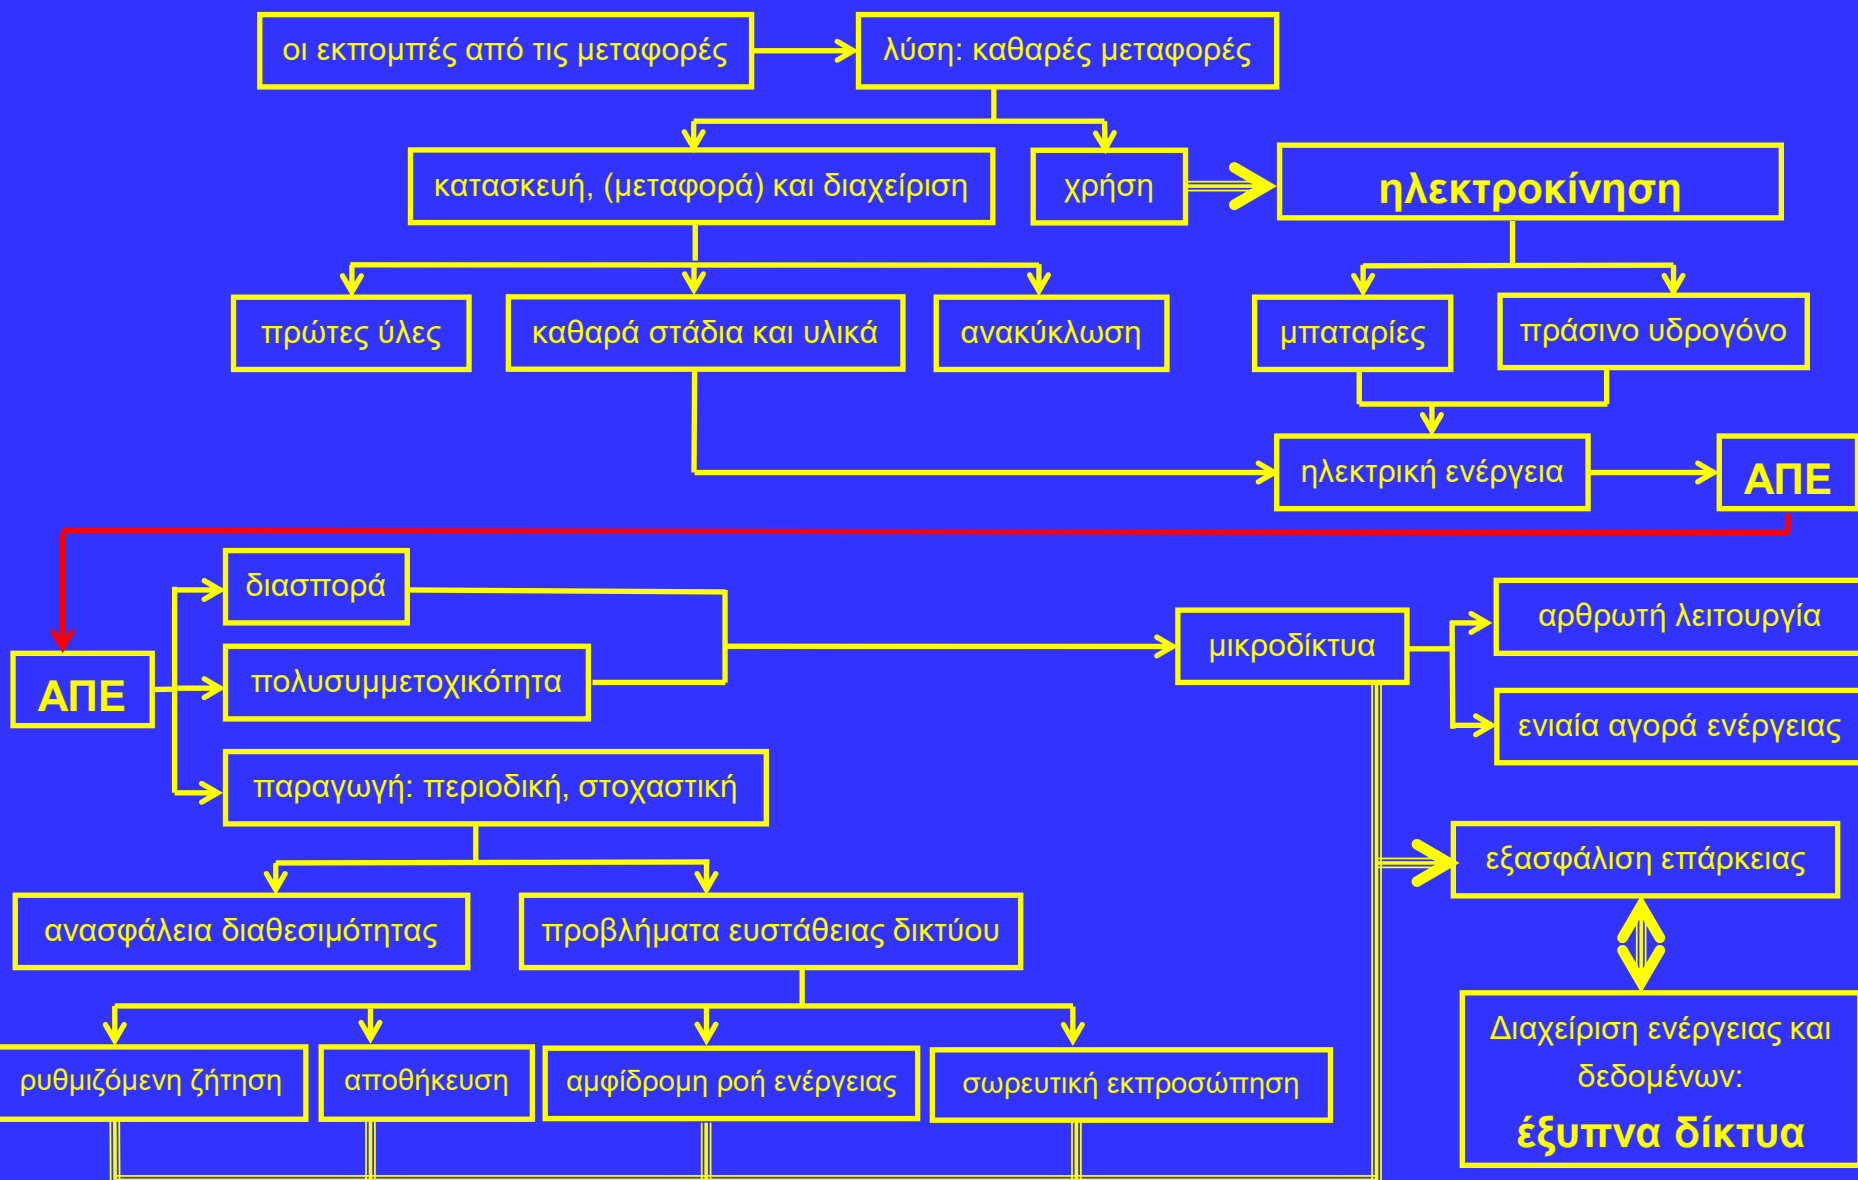 οι εκπομπές από τις μεταφορές
λύση: καθαρές μεταφορές
κατασκευή, (μεταφορά) και διαχείριση
χρήση
ηλεκτροκίνηση
πρώτες ύλες
καθαρά στάδια και υλικά
ανακύκλωση
μπαταρίες
πράσινο υδρογόνο
ηλεκτρική ενέργεια
ΑΠΕ
διασπορά
αρθρωτή λειτουργία
μικροδίκτυα
ΑΠΕ
πολυσυμμετοχικότητα
ενιαία αγορά ενέργειας
παραγωγή: περιοδική, στοχαστική
εξασφάλιση επάρκειας
ανασφάλεια διαθεσιμότητας
προβλήματα ευστάθειας δικτύου
ρυθμιζόμενη ζήτηση
αποθήκευση
αμφίδρομη ροή ενέργειας
σωρευτική εκπροσώπηση
Διαχείριση ενέργειας και
δεδομένων:
έξυπνα δίκτυα